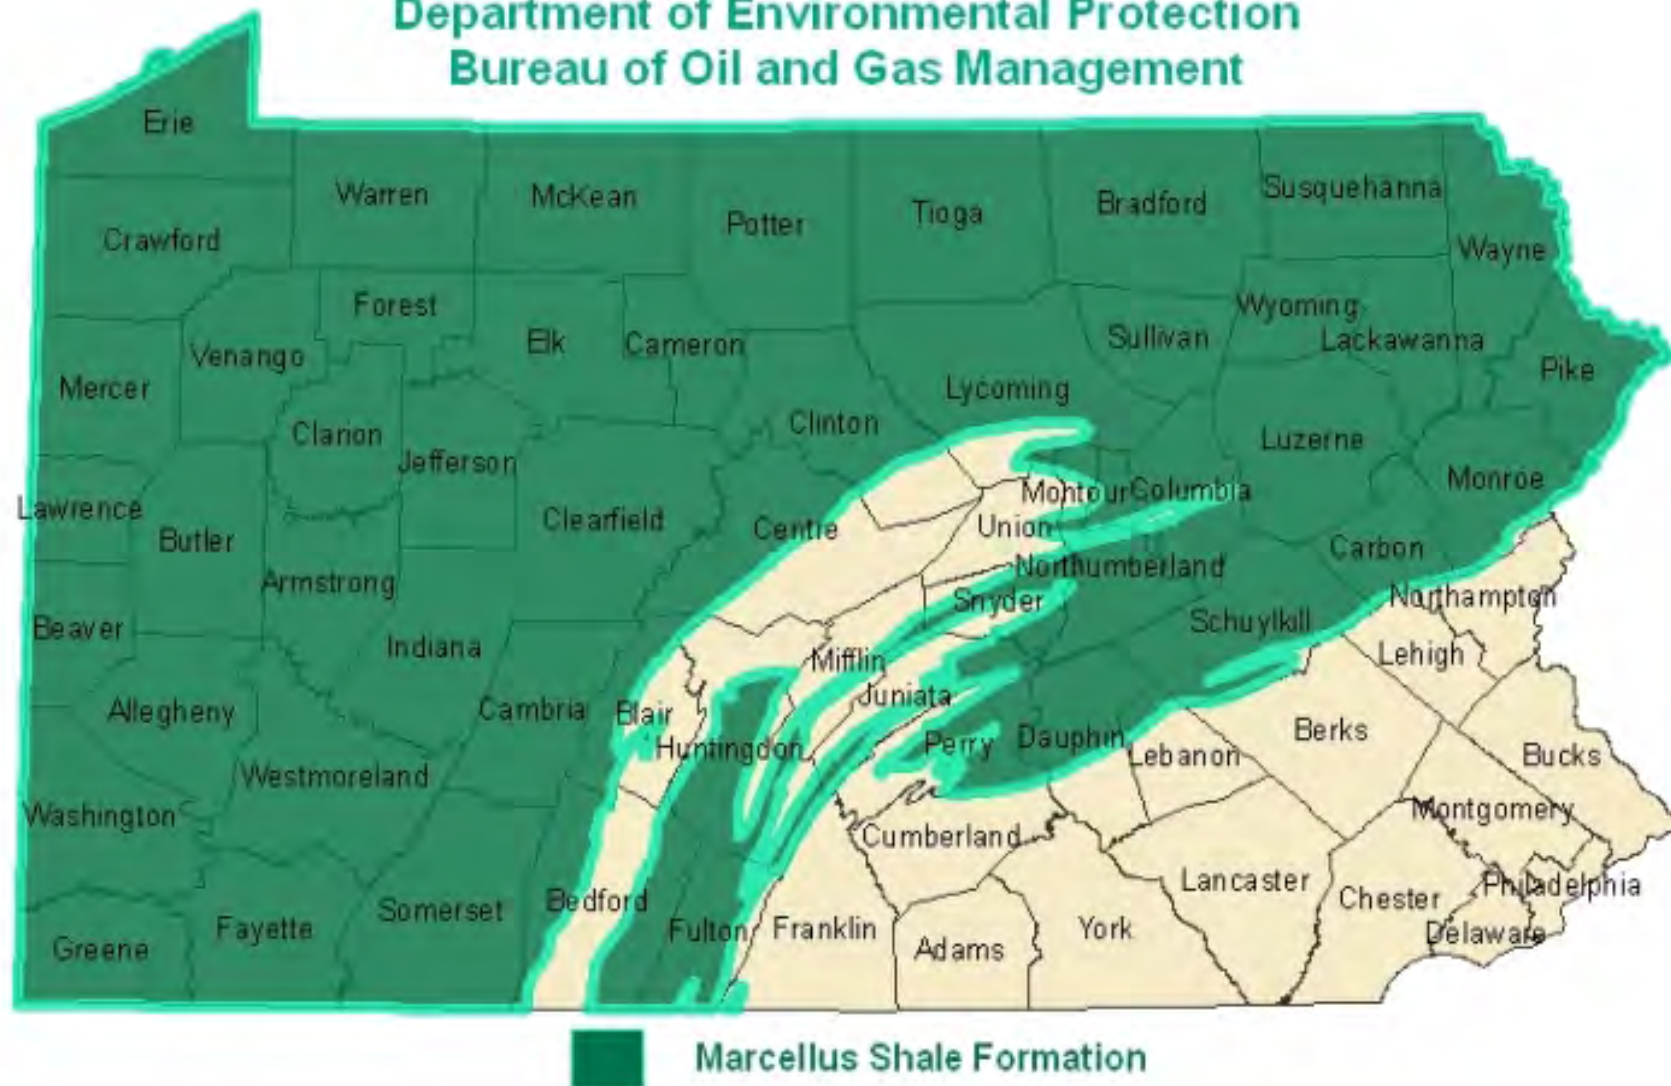 Department of Environmental Protection
Bureau of Oil and Gas Management
Erie
Warren
McKean
Potter
Tioga
Bradford
Susquehanna
Crawford
Wayne
Forest
Wyoming
Venango
Elk
Cameron
Sullivan
Lackawanna
Mercer
Lycoming
Pike
Clarion
Clinton
Luzerne
Jefferson
Monroe
Lawrence
Montour
Columbia
Butler
Clearfield
Centre
Union
Carbon
Armstrong
Northumberland
Northampton
Beaver
Snyder
Schuylkill
Indiana
Mifflin
Lehigh
Juniata
Allegheny
Cambria
Blair
Huntingdon
Perry
Dauphin
Lebanon
Berks
Bucks
Westmoreland
Washington
Cumberland
Montgomery
Lancaster
Philadelphia
Chester
Bedford
Somerset
Fayette
Fulton
Franklin
York
Delaware
Greene
Adams
Marcellus Shale Formation